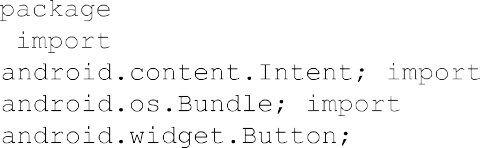 package
import
android.content.Intent; import
android.os.Bundle; import
android.widget.Button;